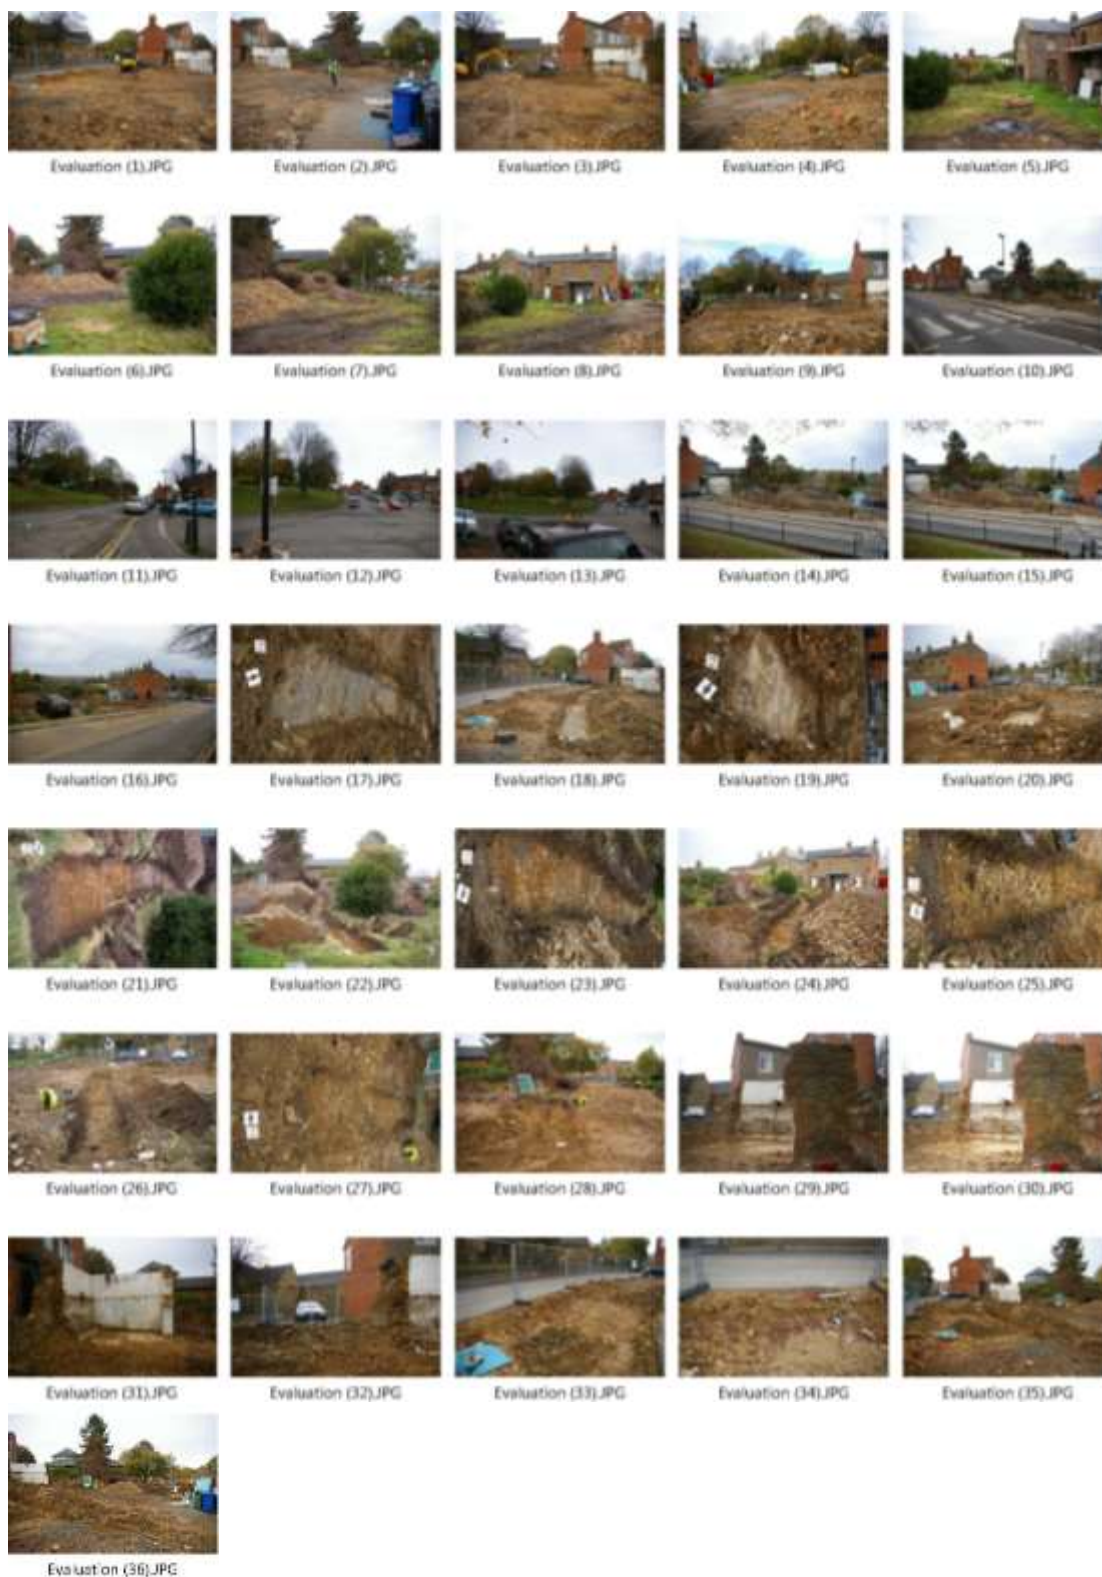 Evaluation (1).JPG
Evaluation (2).JPG
Evaluation (3).JPG
Evaluation (4).JPG
Evaluation (5).JPG
Evaluation (6).JPG
Evaluation (7).JPG
Evaluation (8).JPG
Evaluation (9).JPG
Evaluation (10).JPG
Evaluation (11).JPG
Evaluation (12).JPG
Evaluation (13).JPG
Evaluation (14).JPG
Evaluation (15).JPG
Evaluation (16).JPG
Evaluation (17).JPG
Evaluation (18).JPG
Evaluation (19).JPG
Evaluation (20).JPG
Evaluation (21).JPG
Evaluation (22).JPG
Evaluation (23).JPG
Evaluation (24).JPG
Evaluation (25).JPG
Evaluation (26).JPG
Evaluation (27).JPG
Evaluation (28).JPG
Evaluation (29).JPG
Evaluation (30).JPG
Evaluation (31).JPG
Evaluation (32).JPG
Evaluation (33).JPG
Evaluation (34).JPG
Evaluation (35).JPG
Evaluation (36).JPG